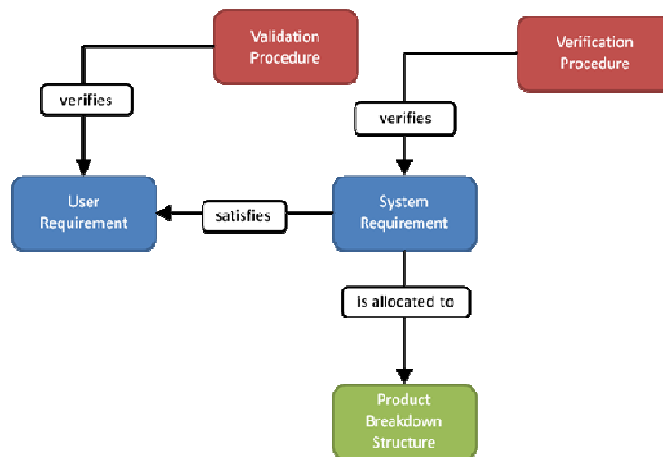 Validation
Procedure
Verification
Procedure
verifies
verifies
User
Requirement
satisfies
System
Requirement
is allocated to
Product
Breakdown
Structure